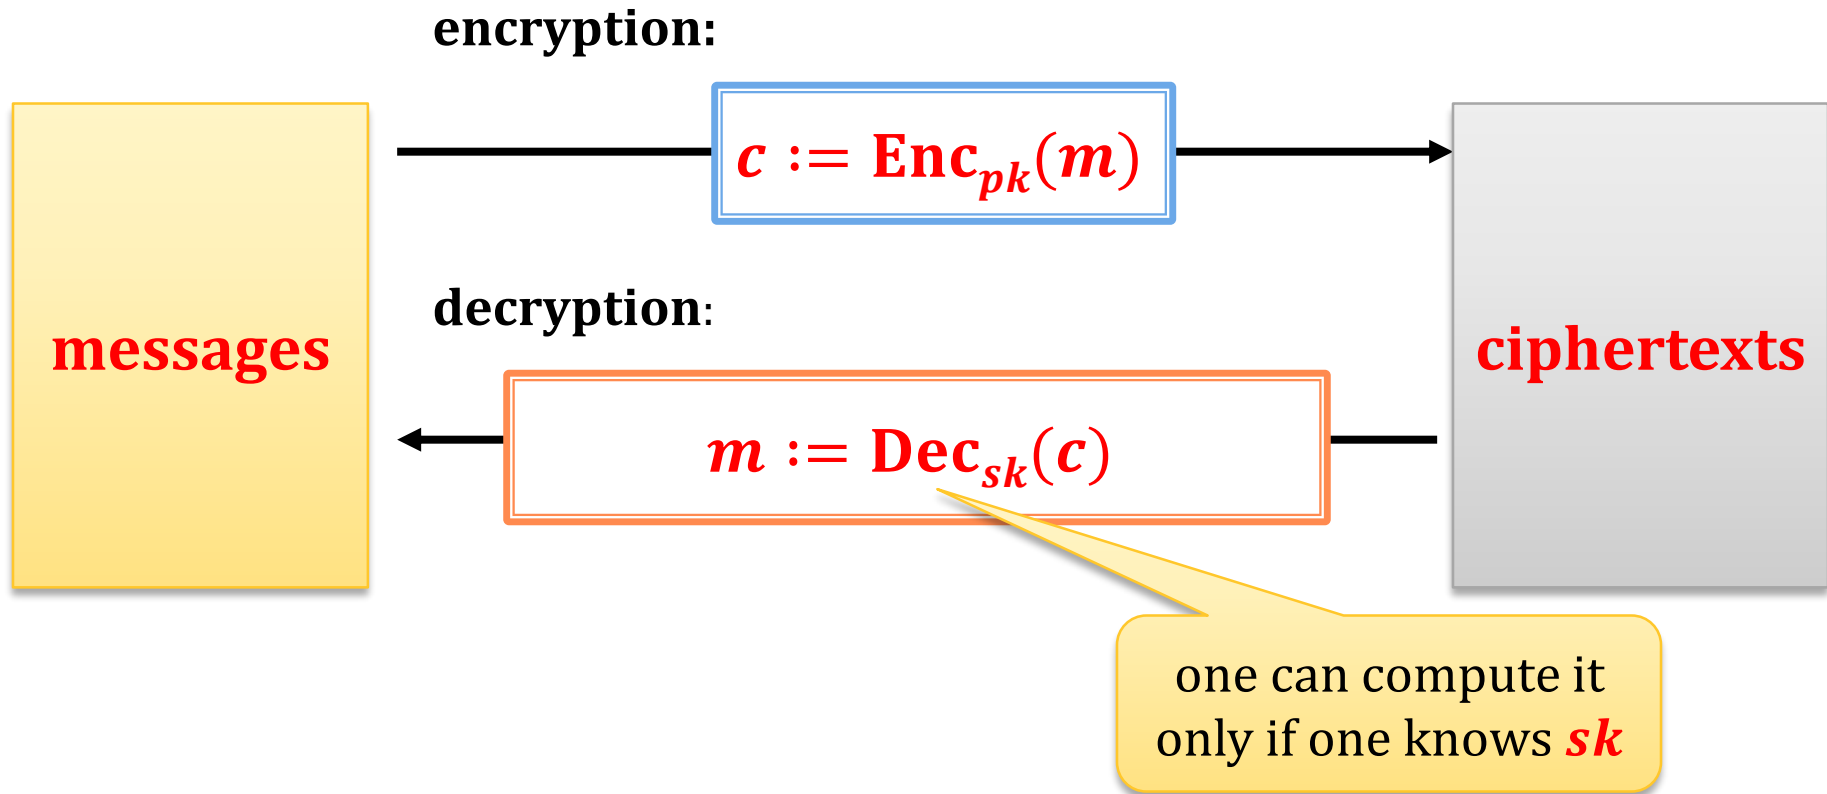 encryption:
c := Enc_pk(m)
decryption:
messages
ciphertexts
m := Dec_sk(c)
one can compute it
only if one knows sk